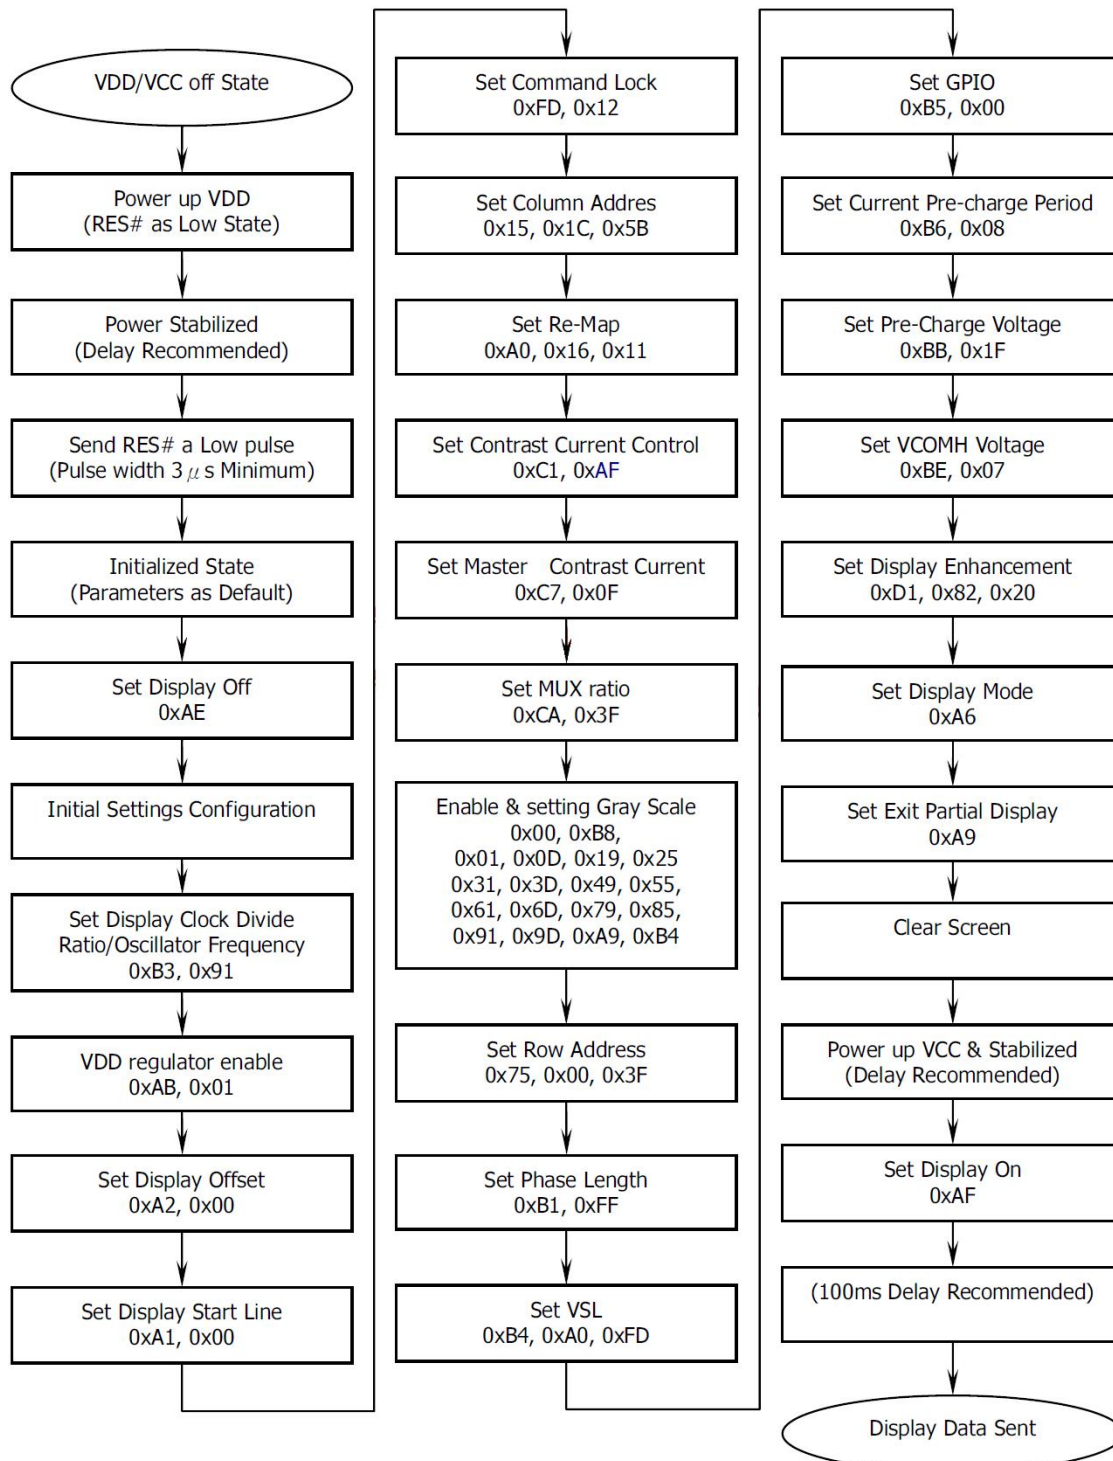 VDD/VCC off State
Power up VDD
(RES# as Low State)
Power Stabilized
(Delay Recommended)
Send RES# a Low pulse
(Pulse width 3μs Minimum)
Initialized State
(Parameters as Default)
Set Display Off
0xAE
Initial Settings Configuration
Set Display Clock Divide
Ratio/Oscillator Frequency
0xB3, 0x91
VDD regulator enable
0xAB, 0x01
Set Display Offset
0xA2, 0x00
Set Display Start Line
0xA1, 0x00
Set Command Lock
0xFD, 0x12
Set Column Addres
0x15, 0x1C, 0x5B
Set Re-Map
0xA0, 0x16, 0x11
Set Contrast Current Control
0xC1, 0xAF
Set Master Contrast Current
0xC7, 0x0F
Set MUX ratio
0xCA, 0x3F
Enable & setting Gray Scale
0x00, 0xB8,
0x01, 0x0D, 0x19, 0x25
0x31, 0x3D, 0x49, 0x55,
0x61, 0x6D, 0x79, 0x85,
0x91, 0x9D, 0xA9, 0xB4
Set Row Address
0x75, 0x00, 0x3F
Set Phase Length
0xB1, 0xFF
Set VSL
0xB4, 0xA0, 0xFD
Set GPIO
0xB5, 0x00
Set Current Pre-charge Period
0xB6, 0x08
Set Pre-Charge Voltage
0xBB, 0x1F
Set VCOMH Voltage
0xBE, 0x07
Set Display Enhancement
0xD1, 0x82, 0x20
Set Display Mode
0xA6
Set Exit Partial Display
0xA9
Clear Screen
Power up VCC & Stabilized
(Delay Recommended)
Set Display On
0xAF
(100ms Delay Recommended)
Display Data Sent